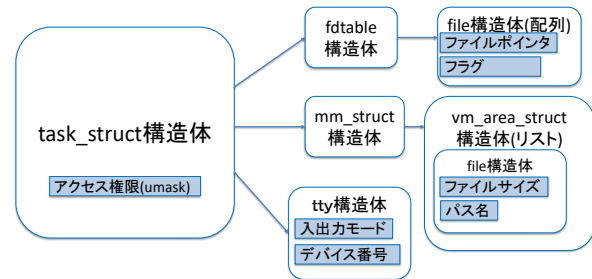 task_struct構造体
アクセス権限(umask)
fdtable
構造体
file構造体(配列)
ファイルポインタ
フラグ
mm_struct
構造体
vm_area_struct
構造体(リスト)
file構造体
ファイルサイズ
パス名
tty構造体
入出力モード
デバイス番号